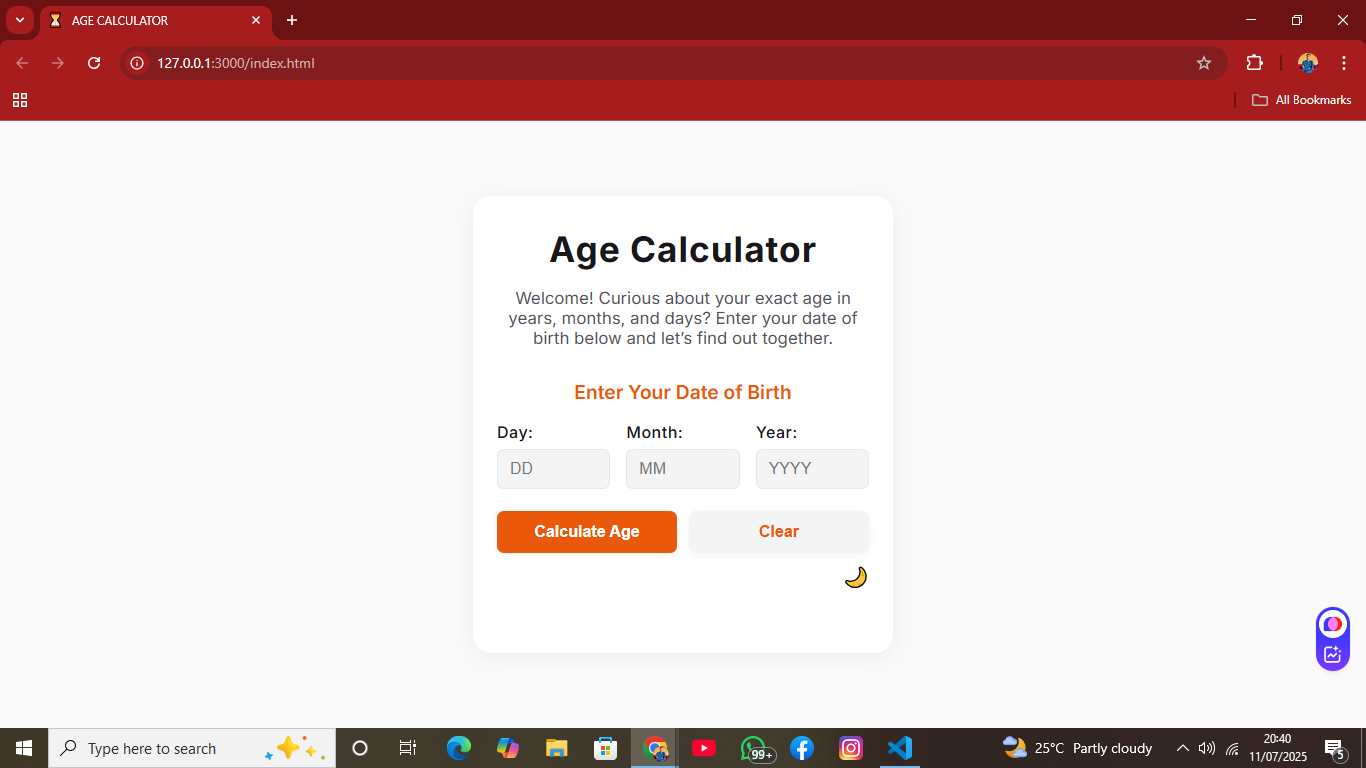 AGE CALCULATOR
127.0.0.1:3000/index.html
All Bookmarks
Age Calculator
Welcome! Curious about your exact age in
years, months, and days? Enter your date of
birth below and let’s find out together.
Enter Your Date of Birth
Day: Month: Year:
DD MM YYYY
Calculate Age Clear
Type here to search
99+
25°C Partly cloudy
20:40
11/07/2025
5